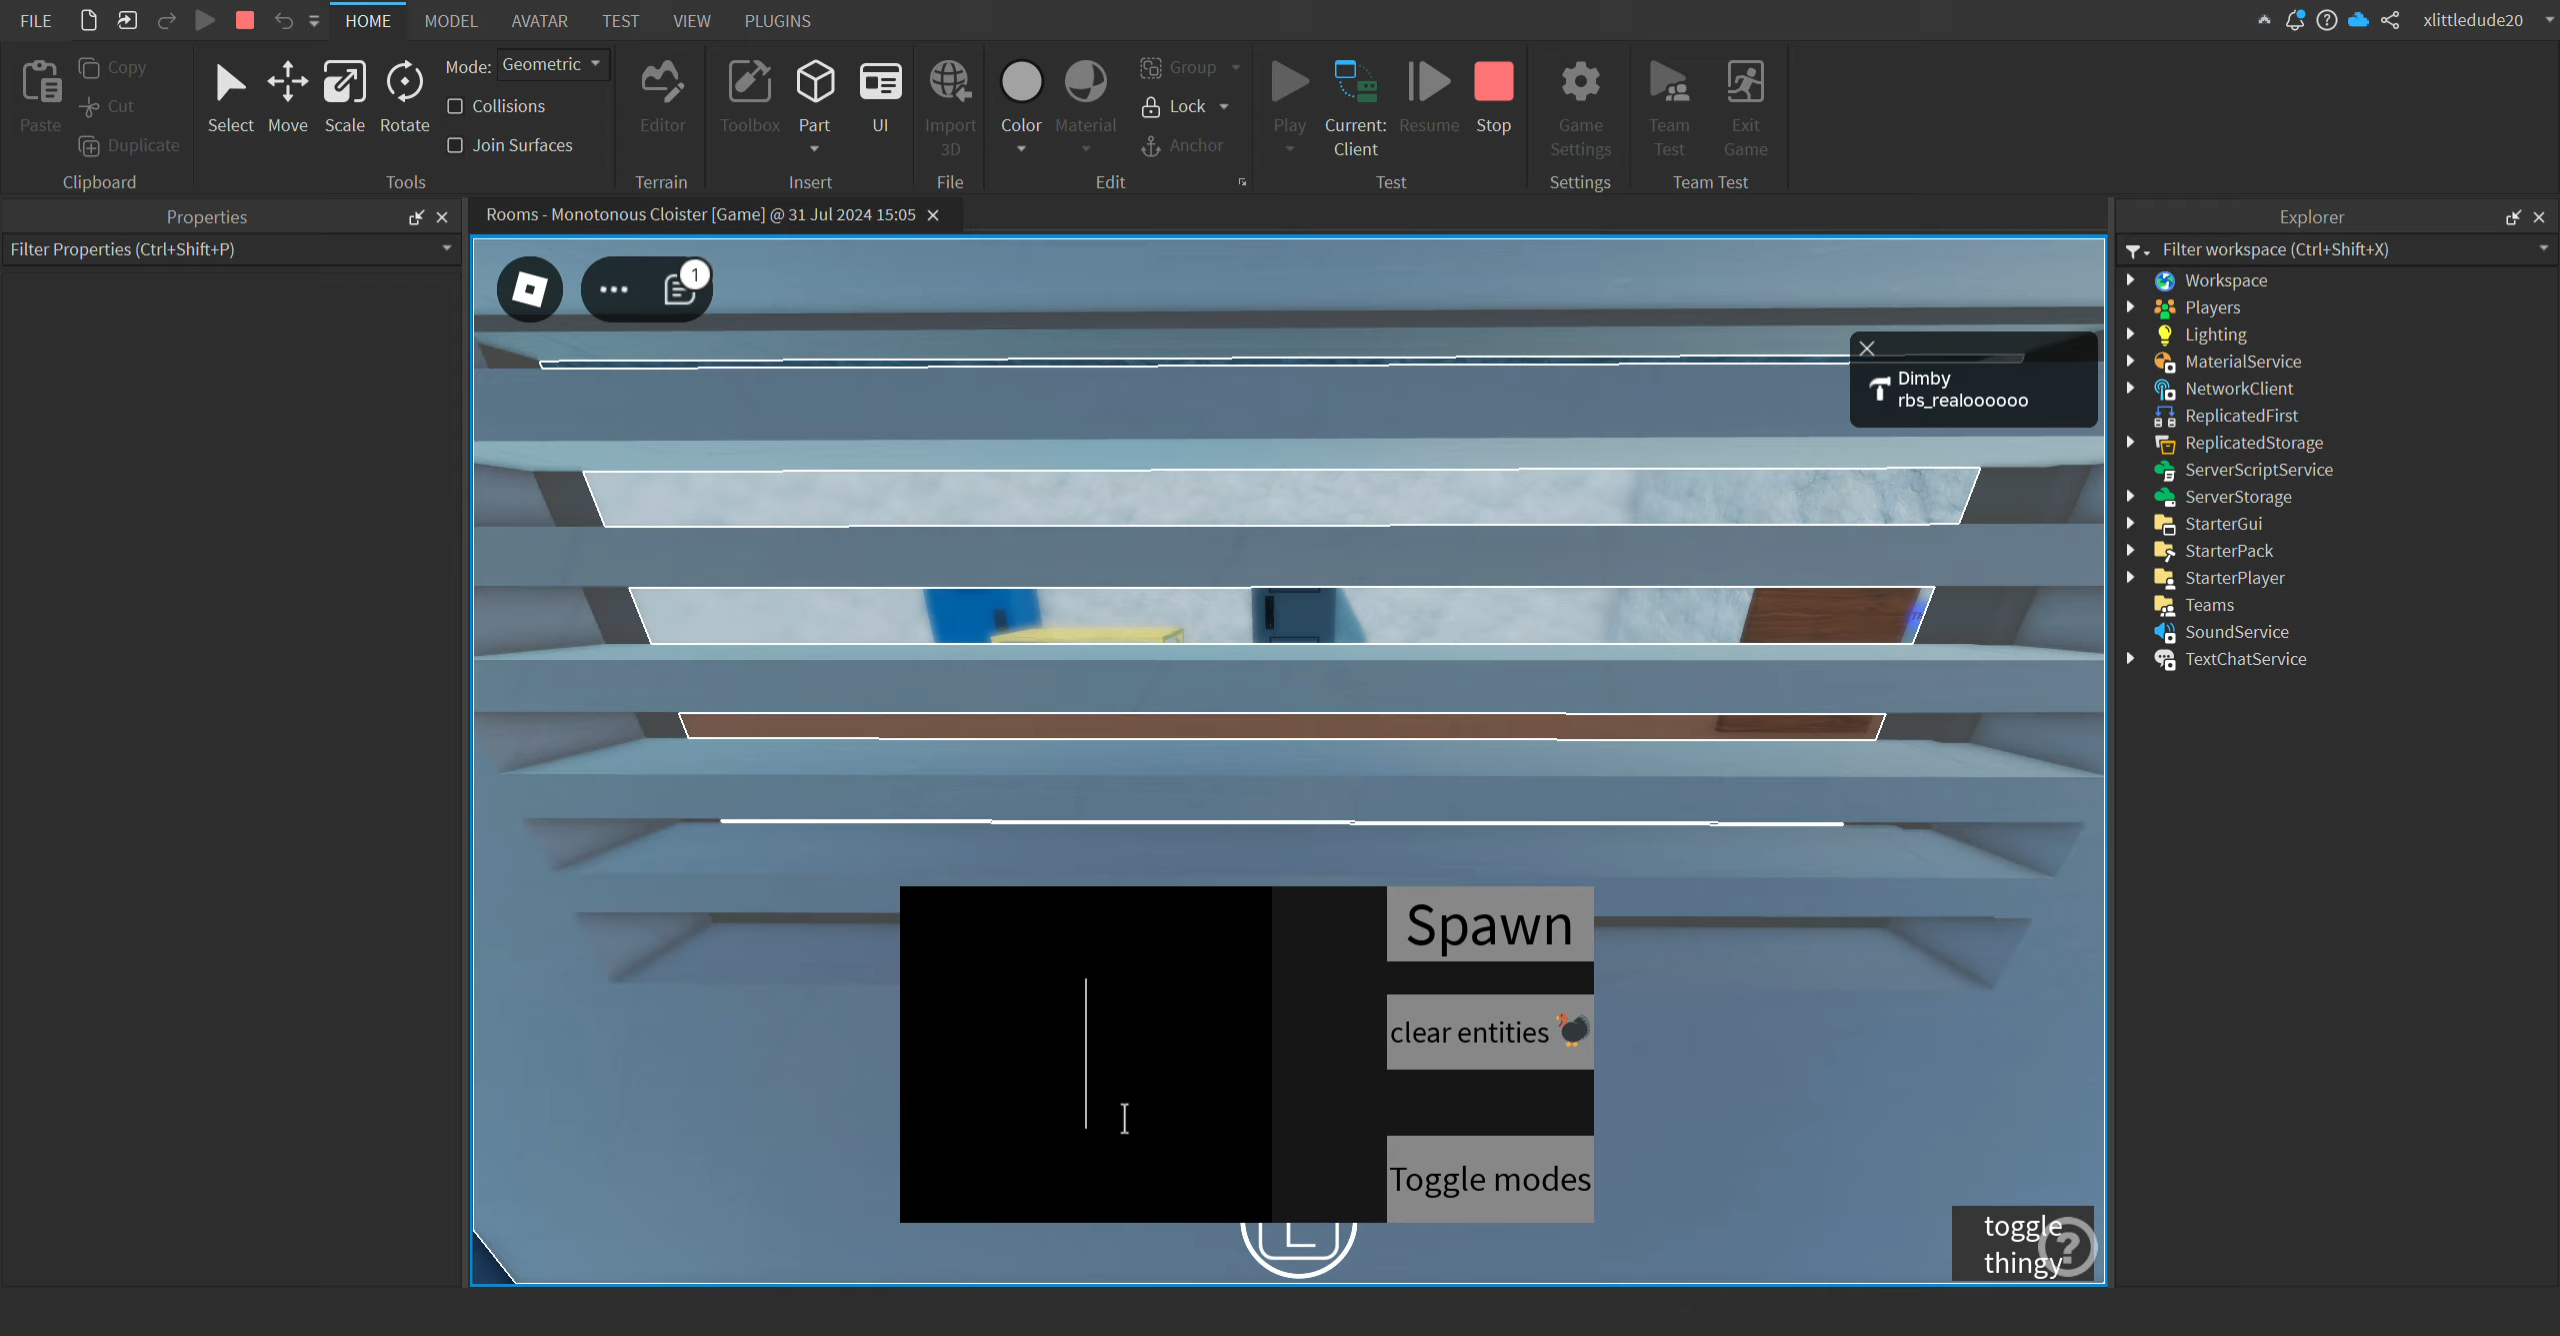 FILE
HOME
MODEL
AVATAR
TEST
VIEW
PLUGINS
xlittledude20
Paste
Copy
Cut
Duplicate
Clipboard
Select
Move
Scale
Rotate
Mode: Geometric
Collisions
Join Surfaces
Tools
Editor
Terrain
Toolbox
Part
UI
Insert
Import
3D
File
Color
Material
Group
Lock
Anchor
Edit
Play
Current:
Client
Resume
Stop
Test
Game
Settings
Settings
Team
Test
Exit
Game
Team Test
Properties
Filter Properties (Ctrl+Shift+P)
Rooms - Monotonous Cloister [Game] @ 31 Jul 2024 15:05
1
Dimby
rbs_realoooooo
Spawn
clear entities 🦃
Toggle modes
toggle
thingy
?
Explorer
Filter workspace (Ctrl+Shift+X)
Workspace
Players
Lighting
MaterialService
NetworkClient
ReplicatedFirst
ReplicatedStorage
ServerScriptService
ServerStorage
StarterGui
StarterPack
StarterPlayer
Teams
SoundService
TextChatService